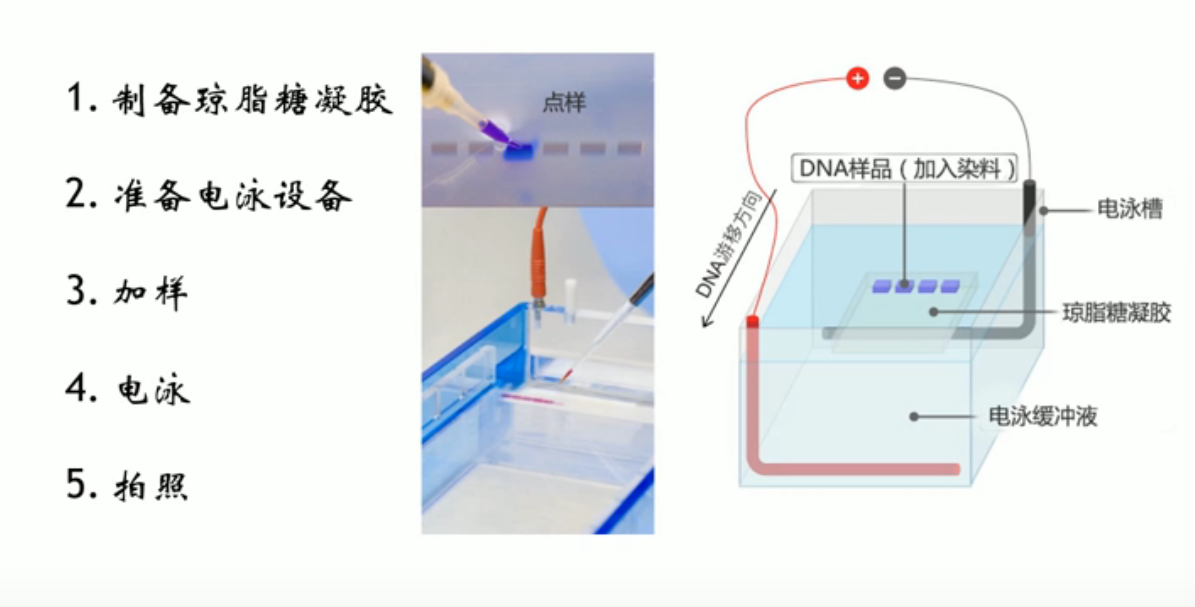 1. 制备琼脂糖凝胶
2. 准备电泳设备
3. 加样
4. 电泳
5. 拍照
点样
+ −
DNA样品（加入染料）
DNA游移方向
电泳槽
琼脂糖凝胶
电泳缓冲液